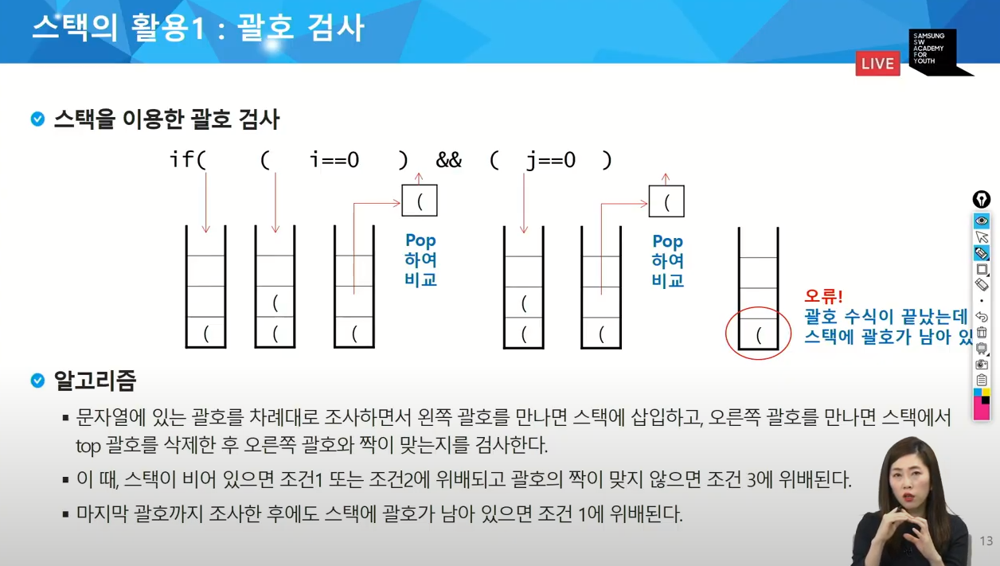 스택의 활용1 : 괄호 검사
LIVE
SAMSUNG
SW
ACADEMY
FOR
YOUTH
스택을 이용한 괄호 검사
if( ( i==0 ) && ( j==0 )
( (
Pop Pop
하여 하여
비교 비교
( (
( ( ( ( ( (
오류!
괄호 수식이 끝났는데
스택에 괄호가 남아 있
알고리즘
▪ 문자열에 있는 괄호를 차례대로 조사하면서 왼쪽 괄호를 만나면 스택에 삽입하고, 오른쪽 괄호를 만나면 스택에서
top 괄호를 삭제한 후 오른쪽 괄호와 짝이 맞는지를 검사한다.
▪ 이 때, 스택이 비어 있으면 조건1 또는 조건2에 위배되고 괄호의 짝이 맞지 않으면 조건 3에 위배된다.
▪ 마지막 괄호까지 조사한 후에도 스택에 괄호가 남아 있으면 조건 1에 위배된다.
13